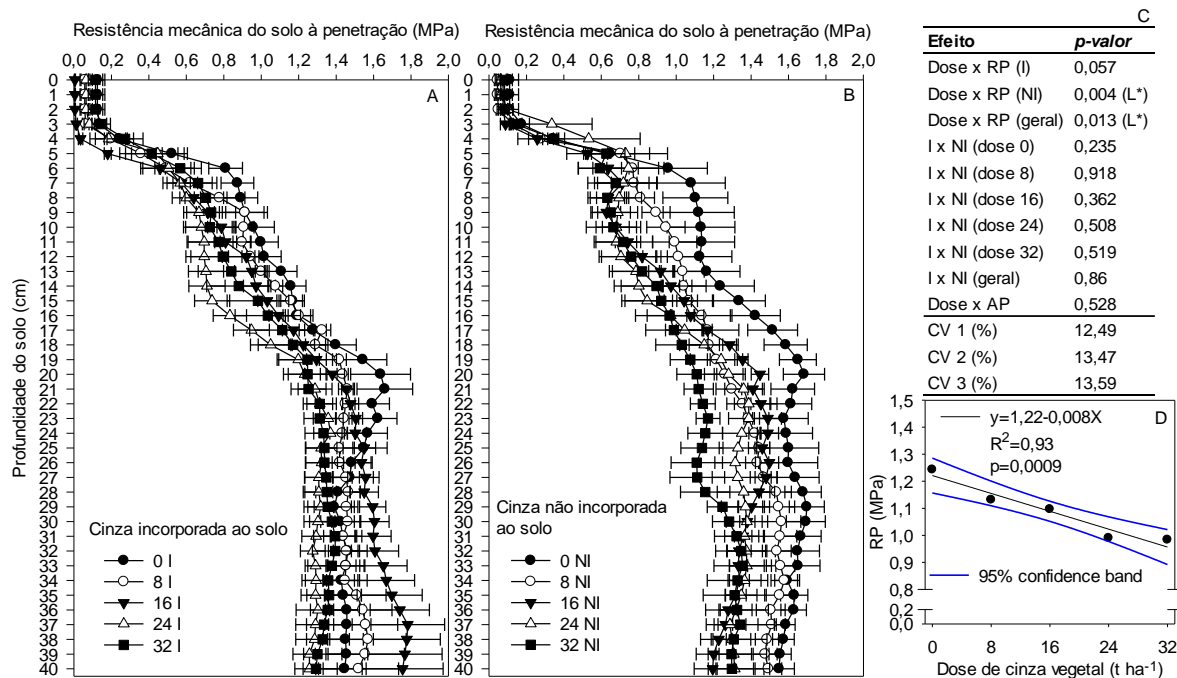 Resistência mecânica do solo à penetração (MPa)
0,0 0,2 0,4 0,6 0,8 1,0 1,2 1,4 1,6 1,8 2,0
A
Profundidade do solo (cm)
0
1
2
3
4
5
6
7
8
9
10
11
12
13
14
15
16
17
18
19
20
21
22
23
24
25
26
27
28
29
30
31
32
33
34
35
36
37
38
39
40
Cinza incorporada ao solo
0 I
8 I
16 I
24 I
32 I
Resistência mecânica do solo à penetração (MPa)
0,0 0,2 0,4 0,6 0,8 1,0 1,2 1,4 1,6 1,8 2,0
B
0
1
2
3
4
5
6
7
8
9
10
11
12
13
14
15
16
17
18
19
20
21
22
23
24
25
26
27
28
29
30
31
32
33
34
35
36
37
38
39
40
Cinza não incorporada
ao solo
0 NI
8 NI
16 NI
24 NI
32 NI
C
Efeito p-valor
Dose x RP (I) 0,057
Dose x RP (NI) 0,004 (L*)
Dose x RP (geral) 0,013 (L*)
I x NI (dose 0) 0,235
I x NI (dose 8) 0,918
I x NI (dose 16) 0,362
I x NI (dose 24) 0,508
I x NI (dose 32) 0,519
I x NI (geral) 0,86
Dose x AP 0,528
CV 1 (%) 12,49
CV 2 (%) 13,47
CV 3 (%) 13,59
D
y=1,22-0,008X
R²=0,93
p=0,0009
RP (MPa)
1,5
1,4
1,3
1,2
1,1
1,0
0,9
0,8
0,2
0,0
95% confidence band
0 8 16 24 32
Dose de cinza vegetal (t ha⁻¹)